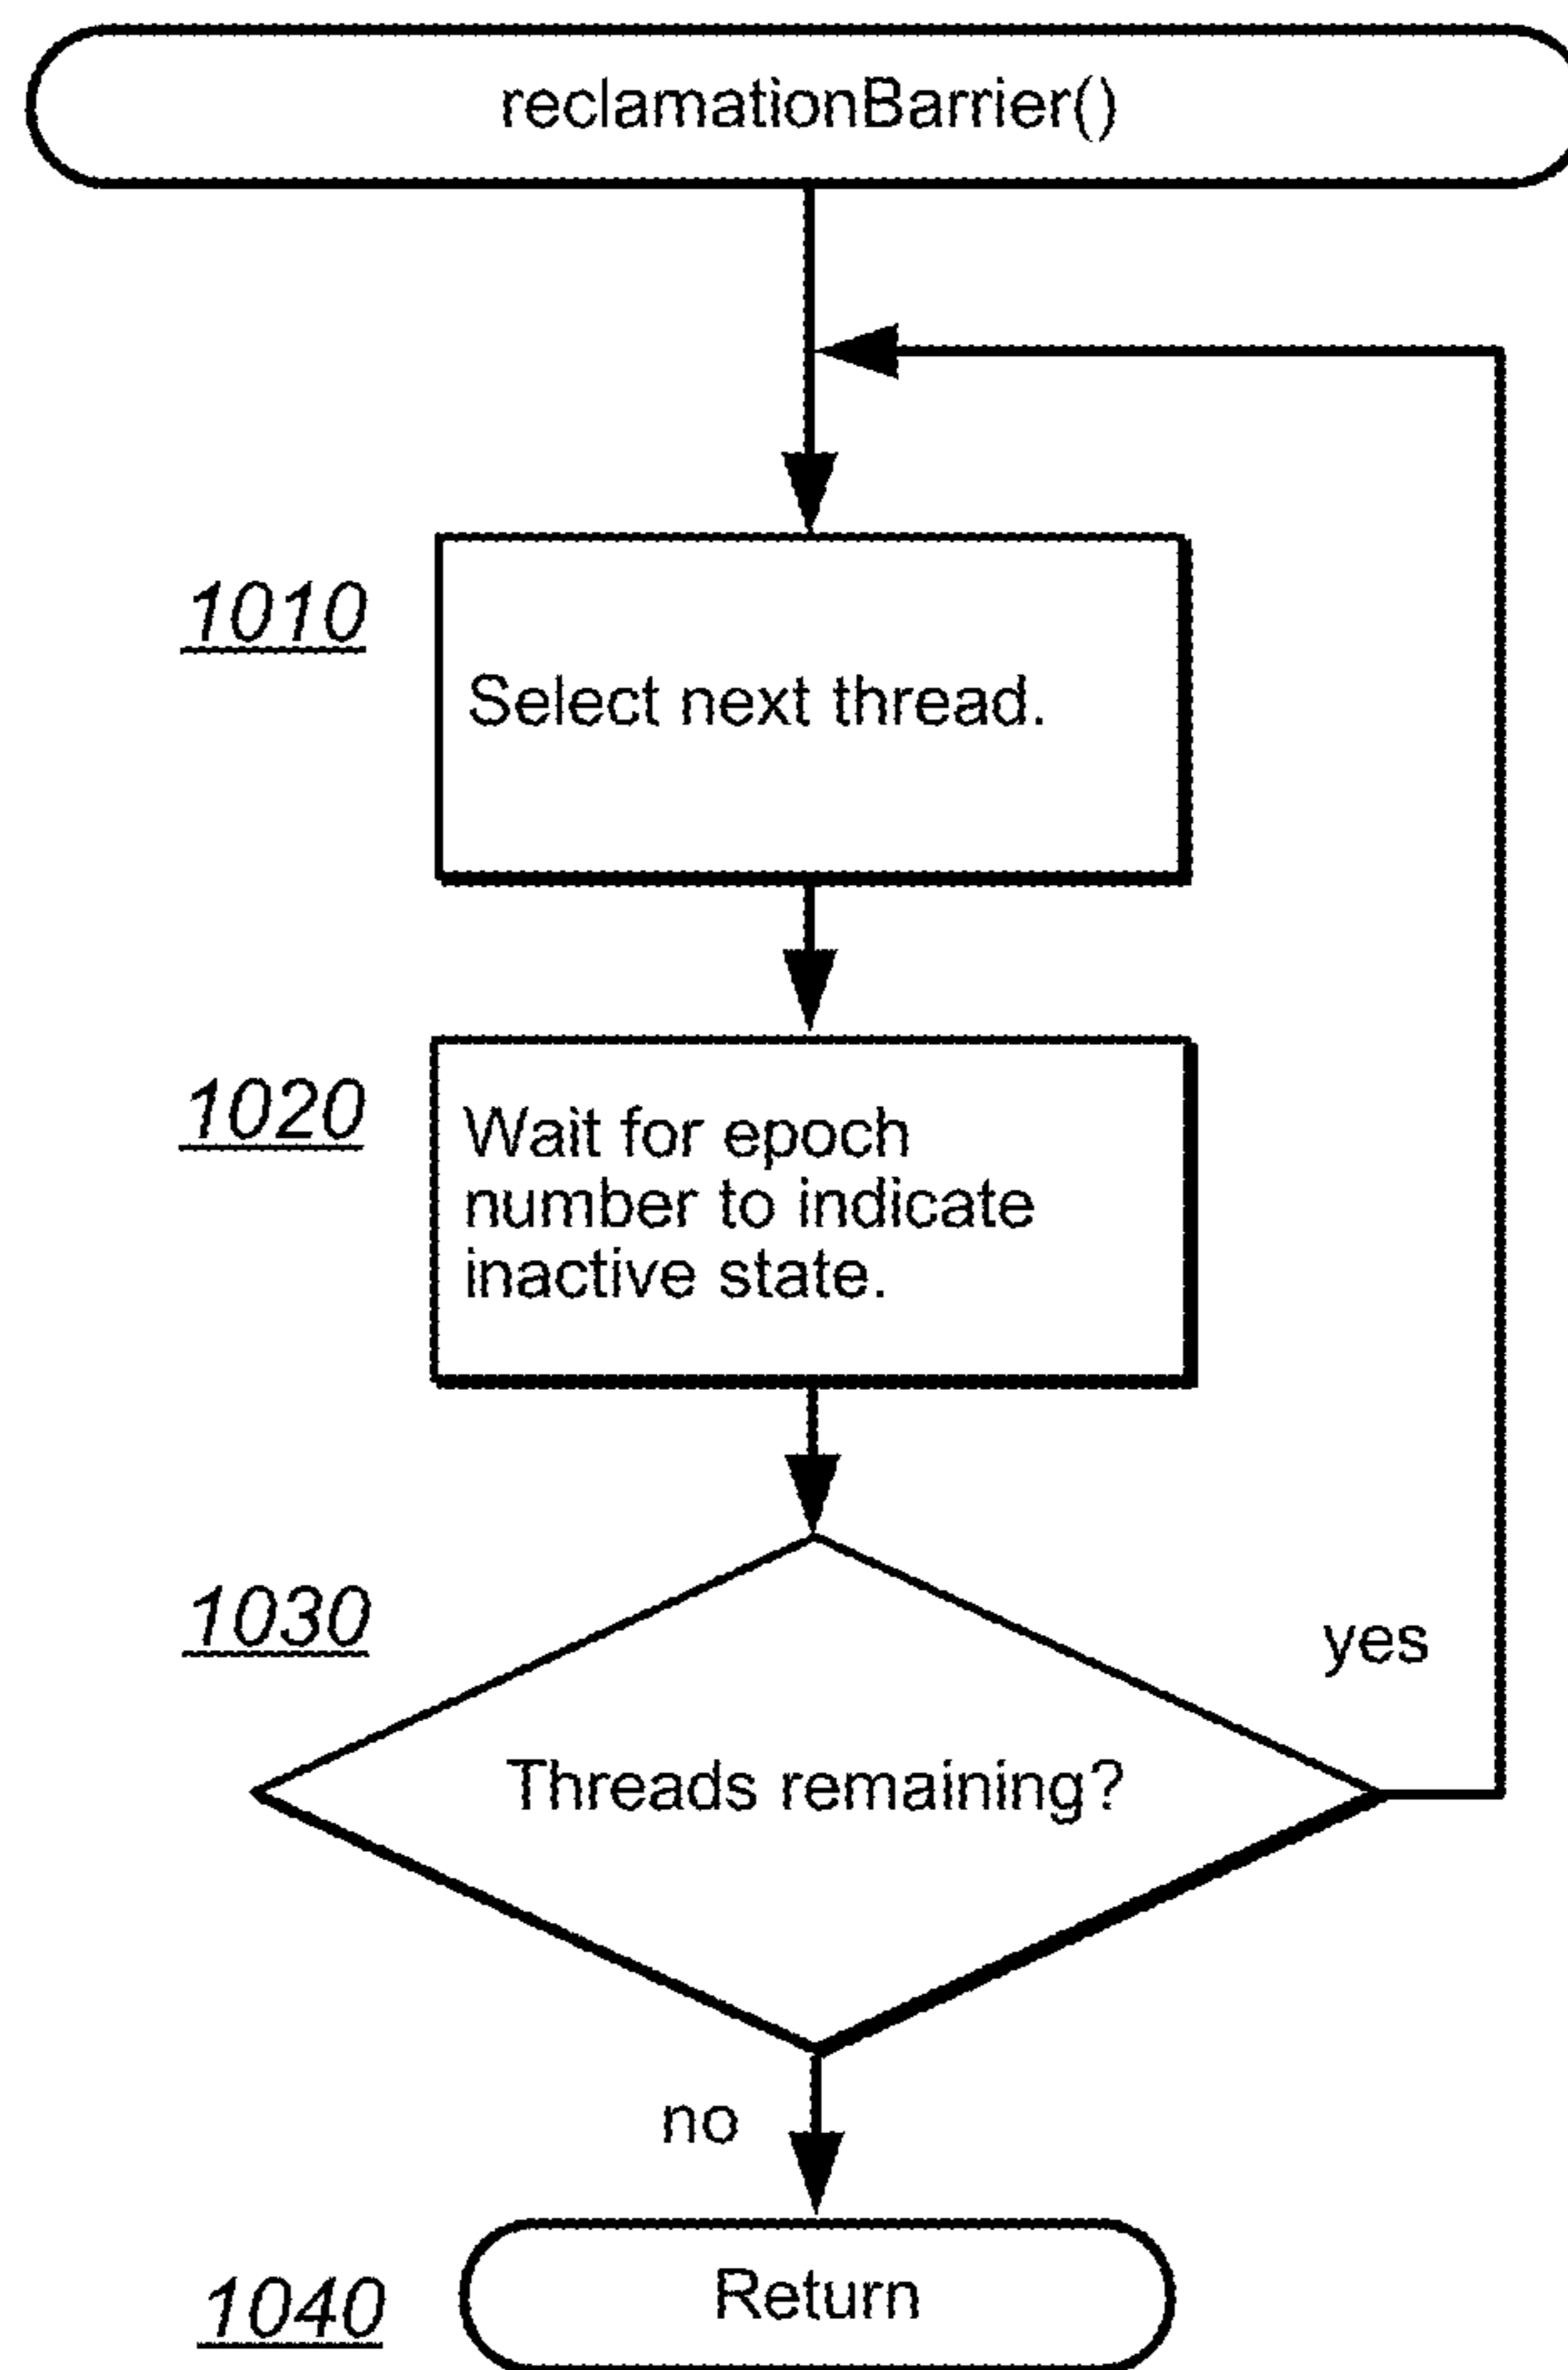 reclamationBarrier()
1010
Select next thread.
1020
Wait for epoch
number to indicate
inactive state.
1030
yes
Threads remaining?
no
1040
Return